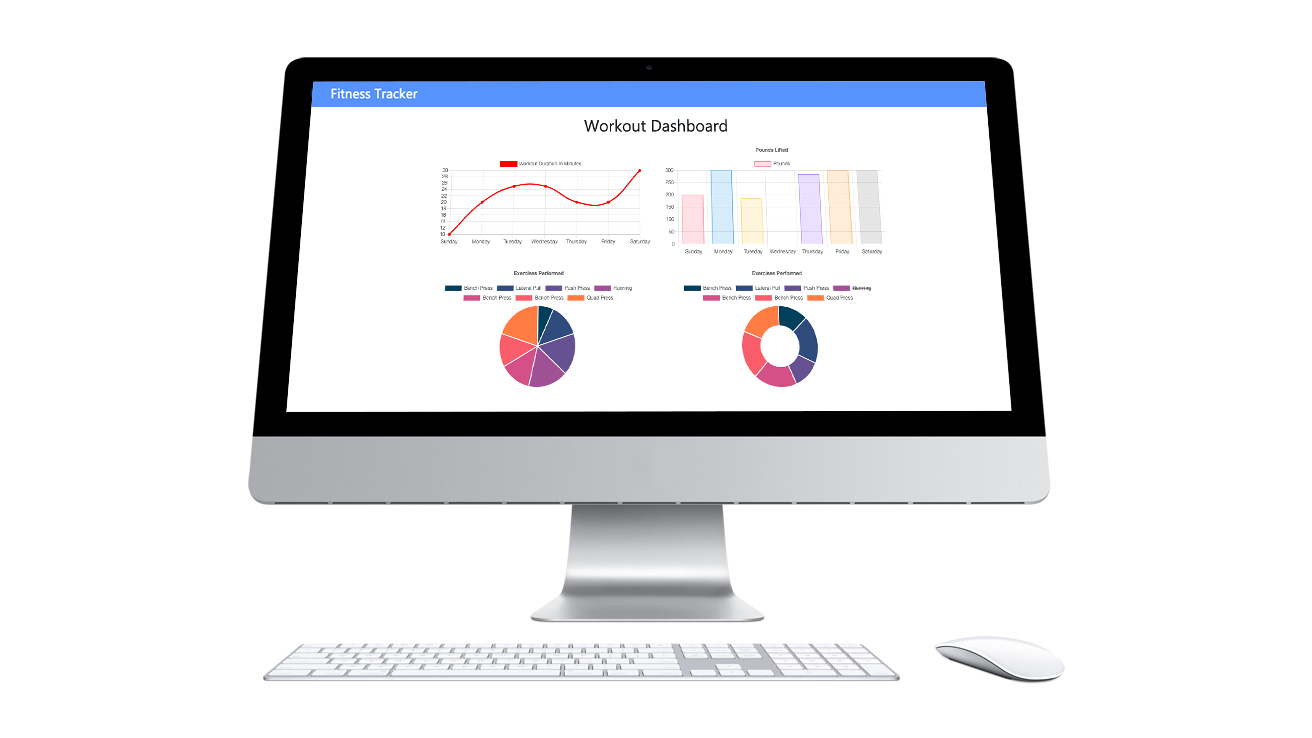 Fitness Tracker
Workout Dashboard
Workout Duration In Minutes
30
28
26
24
22
20
18
16
14
12
10
Sunday Monday Tuesday Wednesday Thursday Friday Saturday
Pounds Lifted
Pounds
300
250
200
150
100
50
0
Sunday Monday Tuesday Wednesday Thursday Friday Saturday
Exercises Performed
Bench Press Lateral Pull Push Press Running
Bench Press Bench Press Quad Press
Exercises Performed
Bench Press Lateral Pull Push Press Running
Bench Press Bench Press Quad Press